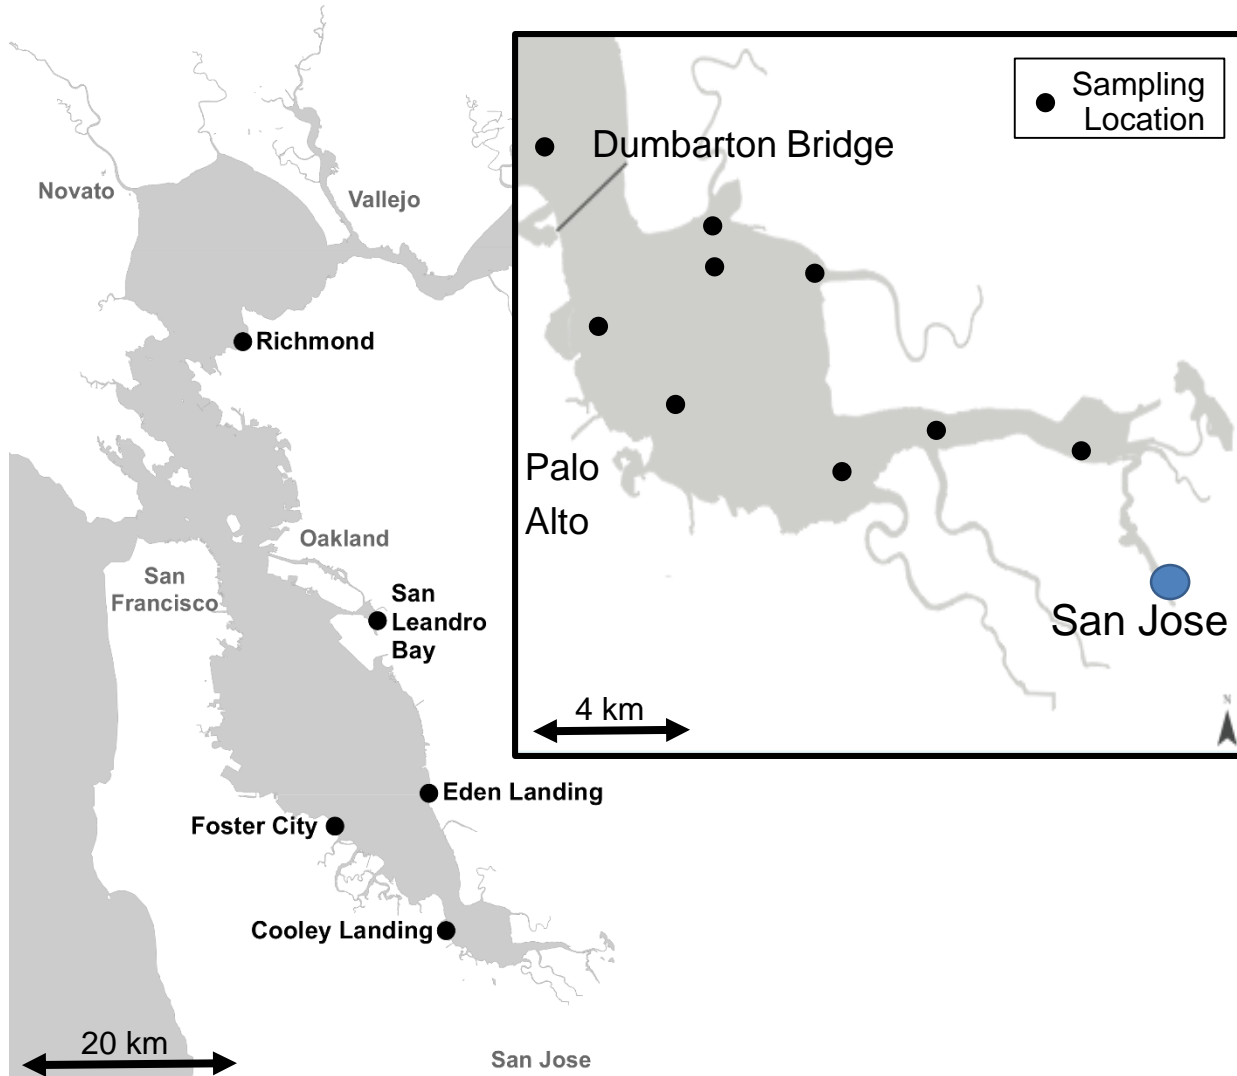 Novato
Vallejo
Richmond
Oakland
San
Francisco
San
Leandro
Bay
Eden Landing
Foster City
Cooley Landing
20 km
San Jose
Sampling
Location
Dumbarton Bridge
Palo
Alto
San Jose
4 km
N